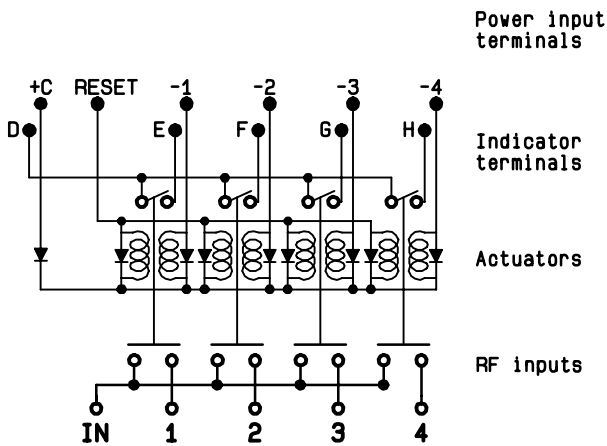 Power input
terminals
+C RESET -1 -2 -3 -4
D E F G H
Indicator
terminals
Actuators
RF inputs
IN 1 2 3 4